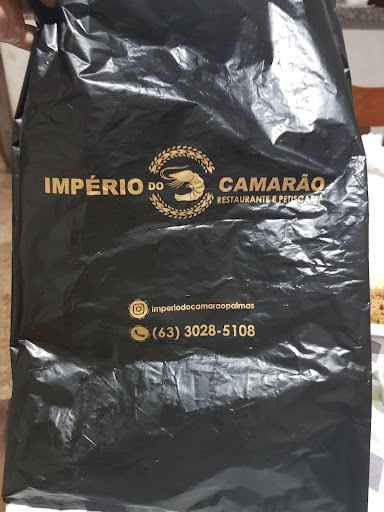 IMPÉRIO DO CAMARÃO
RESTAURANTE E PETISCARIA
imperiodocamaraopalmas
(63) 3028-5108